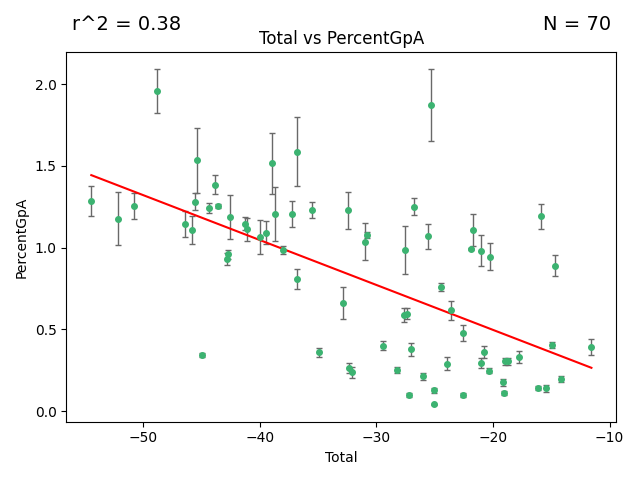 r^2 = 0.38
N = 70
Total vs PercentGpA
2.0
1.5
1.0
0.5
0.0
PercentGpA
−50
−40
−30
−20
−10
Total